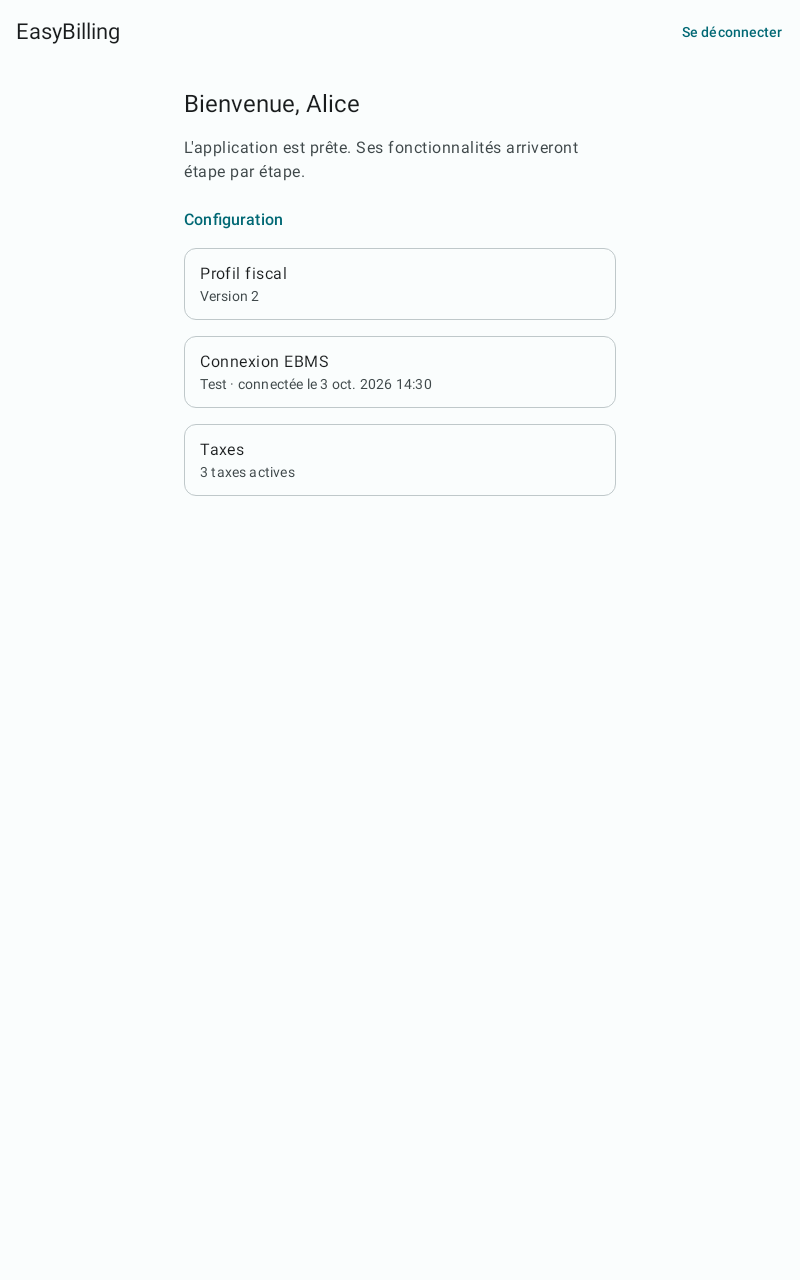 EasyBilling
Se déconnecter
Bienvenue, Alice
L'application est prête. Ses fonctionnalités arriveront
étape par étape.
Configuration
Profil fiscal
Version 2
Connexion EBMS
Test · connectée le 3 oct. 2026 14:30
Taxes
3 taxes actives